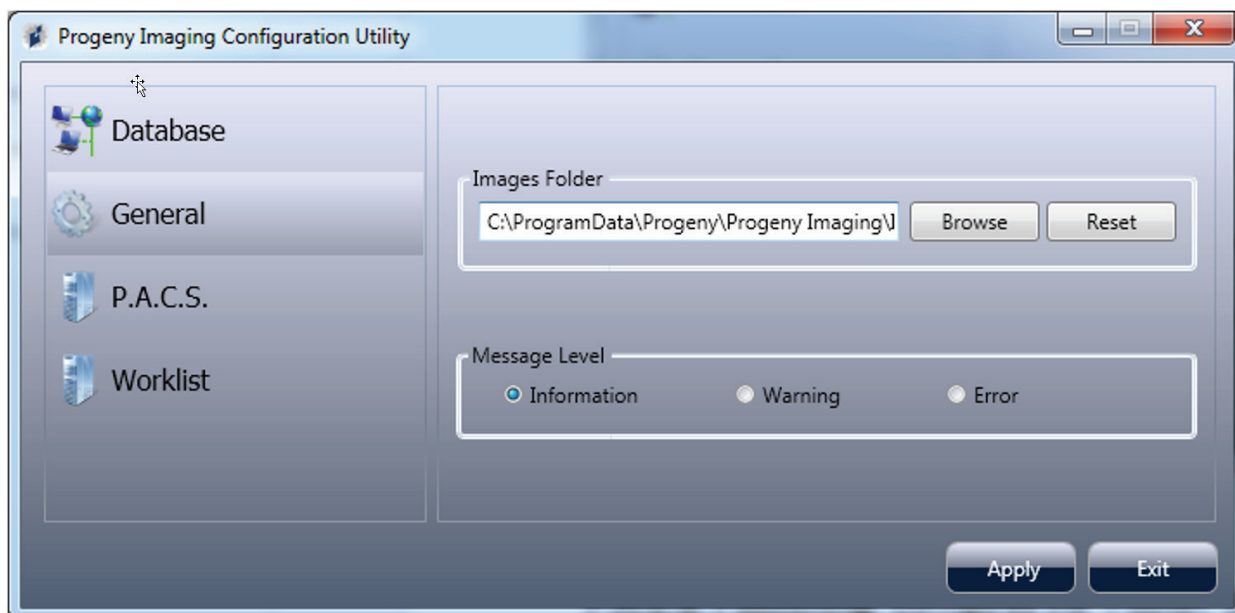 Progeny Imaging Configuration Utility
Database
General
P.A.C.S.
Worklist
Images Folder
C:\ProgramData\Progeny\Progeny Imaging\
Browse
Reset
Message Level
Information
Warning
Error
Apply
Exit